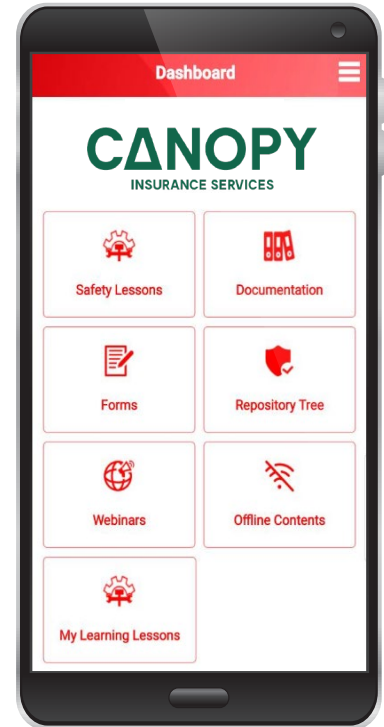 Dashboard
CANOPY
INSURANCE SERVICES
Safety Lessons
Documentation
Forms
Repository Tree
Webinars
Offline Contents
My Learning Lessons